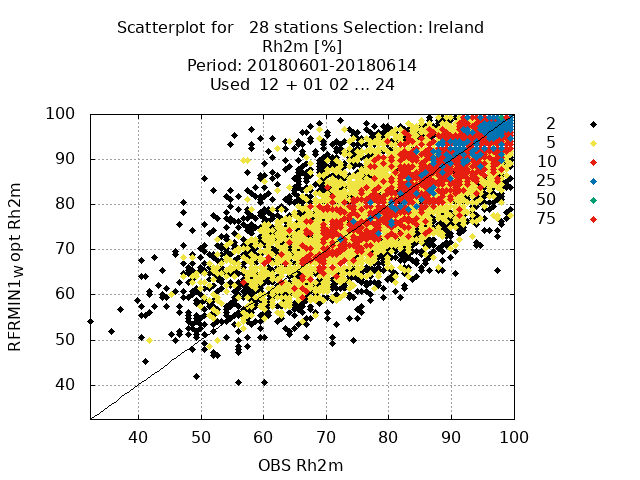 Scatterplot for   28 stations Selection: Ireland
Rh2m [%]
Period: 20180601-20180614
Used  12 + 01 02 ... 24
100
90
80
70
60
50
40
40 50 60 70 80 90 100
RFRMIN1W opt Rh2m
OBS Rh2m
2
5
10
25
50
75